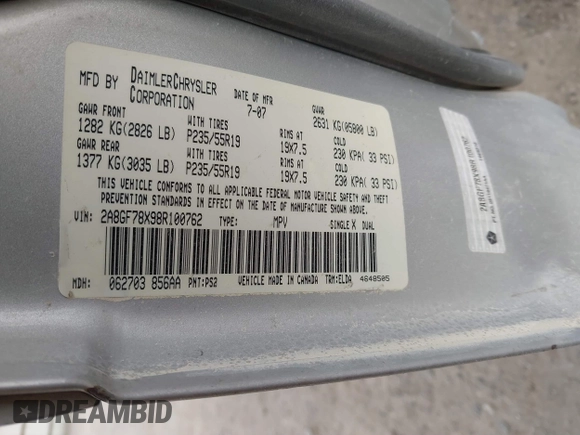 MFD BY DAIMLERCHRYSLER CORPORATION DATE OF MFR 7-07 GVWR 2631 KG(05800 LB)
GAWR FRONT WITH TIRES RIMS AT COLD
1282 KG(2826 LB) P235/55R19 19X7.5 230 KPA( 33 PSI)
GAWR REAR WITH TIRES RIMS AT COLD
1377 KG(3035 LB) P235/55R19 19X7.5 230 KPA( 33 PSI)
THIS VEHICLE CONFORMS TO ALL APPLICABLE FEDERAL MOTOR VEHICLE SAFETY AND THEFT
PREVENTION STANDARDS IN EFFECT ON THE DATE OF MANUFACTURE SHOWN ABOVE.
VIN: 2A8GF78X98R100762 TYPE: MPV SINGLE X DUAL
MDH: 062703 856AA PNT:PS2 VEHICLE MADE IN CANADA TRM:ELDA 4648505
2A8GF78X98R100762
DREAMBID